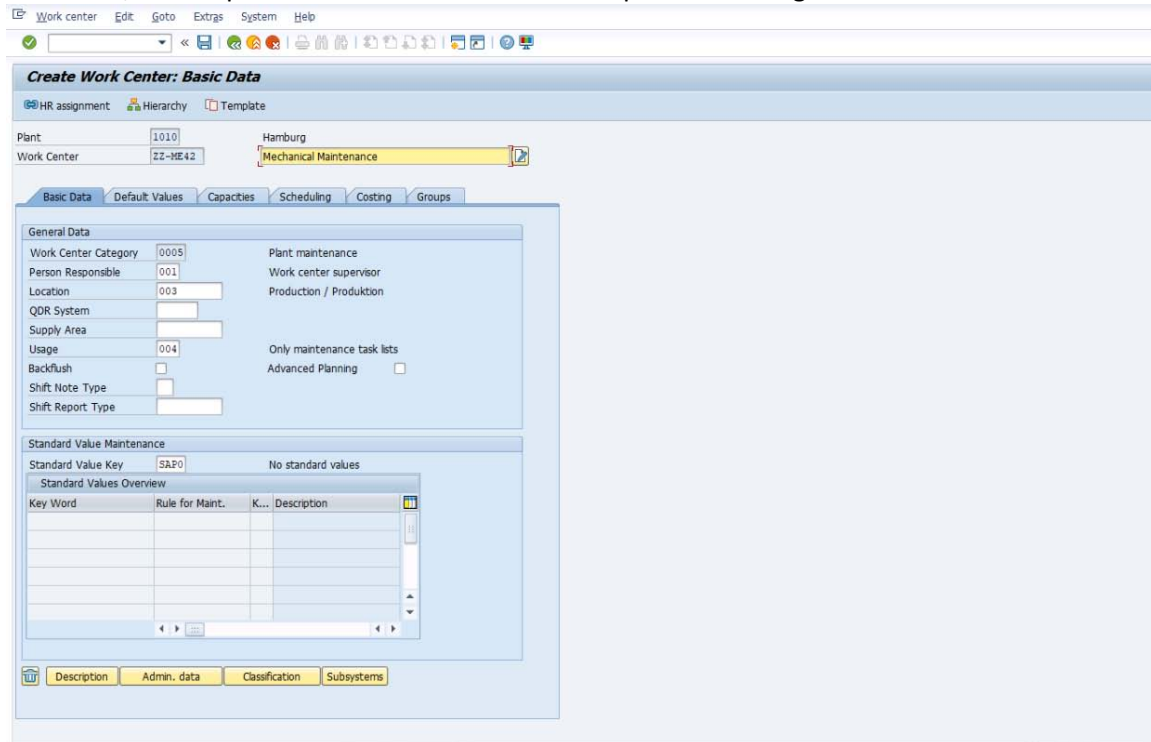 Work center Edit Goto Extras System Help
Create Work Center: Basic Data
HR assignment Hierarchy Template
Plant 1010 Hamburg
Work Center ZZ-ME42 Mechanical Maintenance
Basic Data Default Values Capacities Scheduling Costing Groups
General Data
Work Center Category 0005 Plant maintenance
Person Responsible 001 Work center supervisor
Location 003 Production / Produktion
QDR System
Supply Area
Usage 004 Only maintenance task lists
Backflush Advanced Planning
Shift Note Type
Shift Report Type
Standard Value Maintenance
Standard Value Key SAP0 No standard values
Standard Values Overview
Key Word Rule for Maint. K... Description
Description Admin. data Classification Subsystems